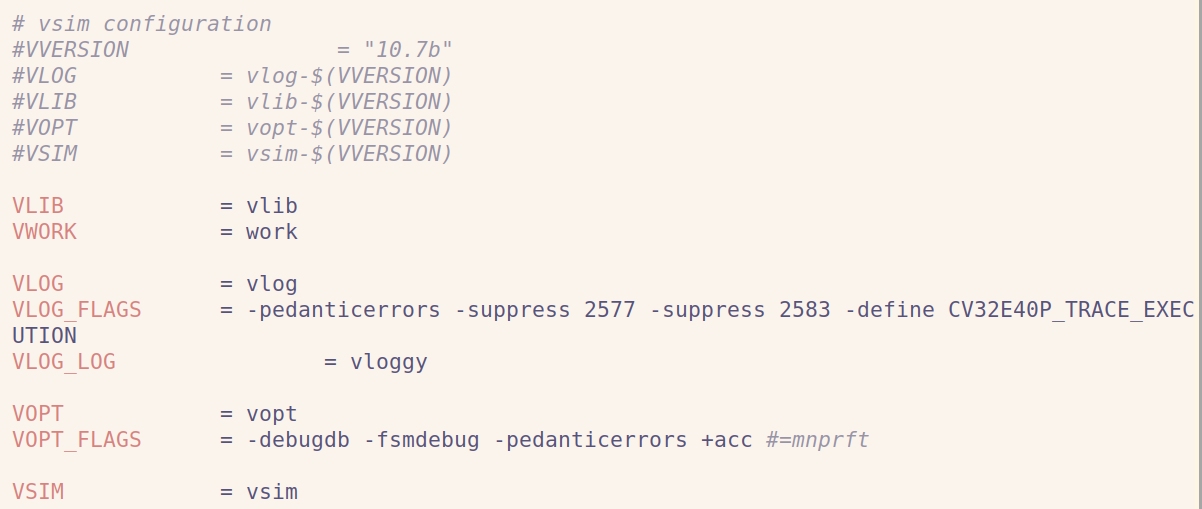 # vsim configuration
#VVERSION                = "10.7b"
#VLOG           = vlog-$(VVERSION)
#VLIB           = vlib-$(VVERSION)
#VOPT           = vopt-$(VVERSION)
#VSIM           = vsim-$(VVERSION)

VLIB            = vlib
VWORK           = work

VLOG            = vlog
VLOG_FLAGS      = -pedanticerrors -suppress 2577 -suppress 2583 -define CV32E40P_TRACE_EXEC
UTION
VLOG_LOG                = vloggy

VOPT            = vopt
VOPT_FLAGS      = -debugdb -fsmdebug -pedanticerrors +acc #=mnprft

VSIM            = vsim